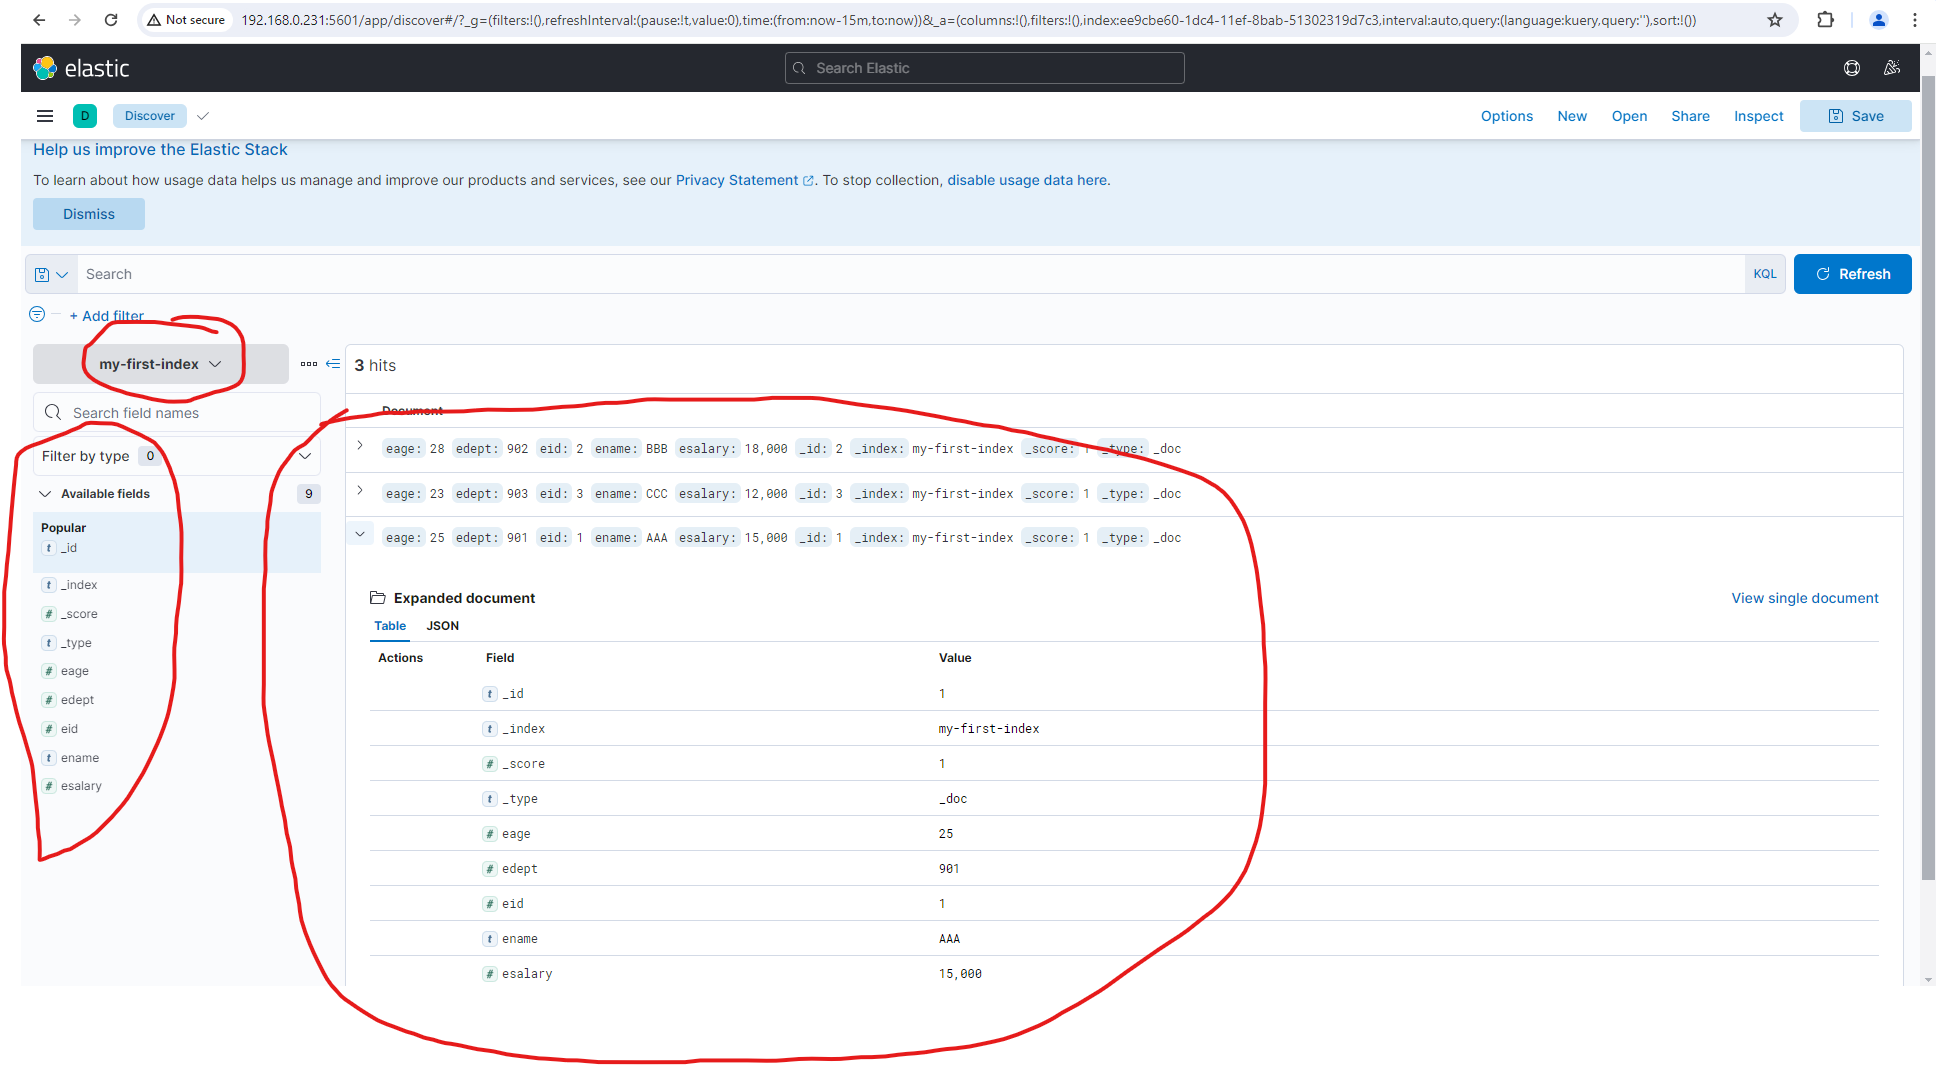 Not secure 192.168.0.231:5601/app/discover#/?_g=(filters:!(),refreshInterval:(pause:!t,value:0),time:(from:now-15m,to:now))&_a=(columns:!(),filters:!(),index:ee9cbe60-1dc4-11ef-8bab-51302319d7c3,interval:auto,query:(language:kuery,query:''),sort:!())
elastic Search Elastic
D Discover Options New Open Share Inspect Save
Help us improve the Elastic Stack
To learn about how usage data helps us manage and improve our products and services, see our Privacy Statement. To stop collection, disable usage data here.
Dismiss
Search KQL Refresh
+ Add filter
my-first-index
3 hits
Search field names
Filter by type 0
Available fields 9
Popular
t _id
t _index
# _score
t _type
# eage
# edept
# eid
t ename
# esalary
Document
eage: 28 edept: 902 eid: 2 ename: BBB esalary: 18,000 _id: 2 _index: my-first-index _score: 1 _type: _doc
eage: 23 edept: 903 eid: 3 ename: CCC esalary: 12,000 _id: 3 _index: my-first-index _score: 1 _type: _doc
eage: 25 edept: 901 eid: 1 ename: AAA esalary: 15,000 _id: 1 _index: my-first-index _score: 1 _type: _doc
Expanded document View single document
Table JSON
Actions Field Value
t _id 1
t _index my-first-index
# _score 1
t _type _doc
# eage 25
# edept 901
# eid 1
t ename AAA
# esalary 15,000